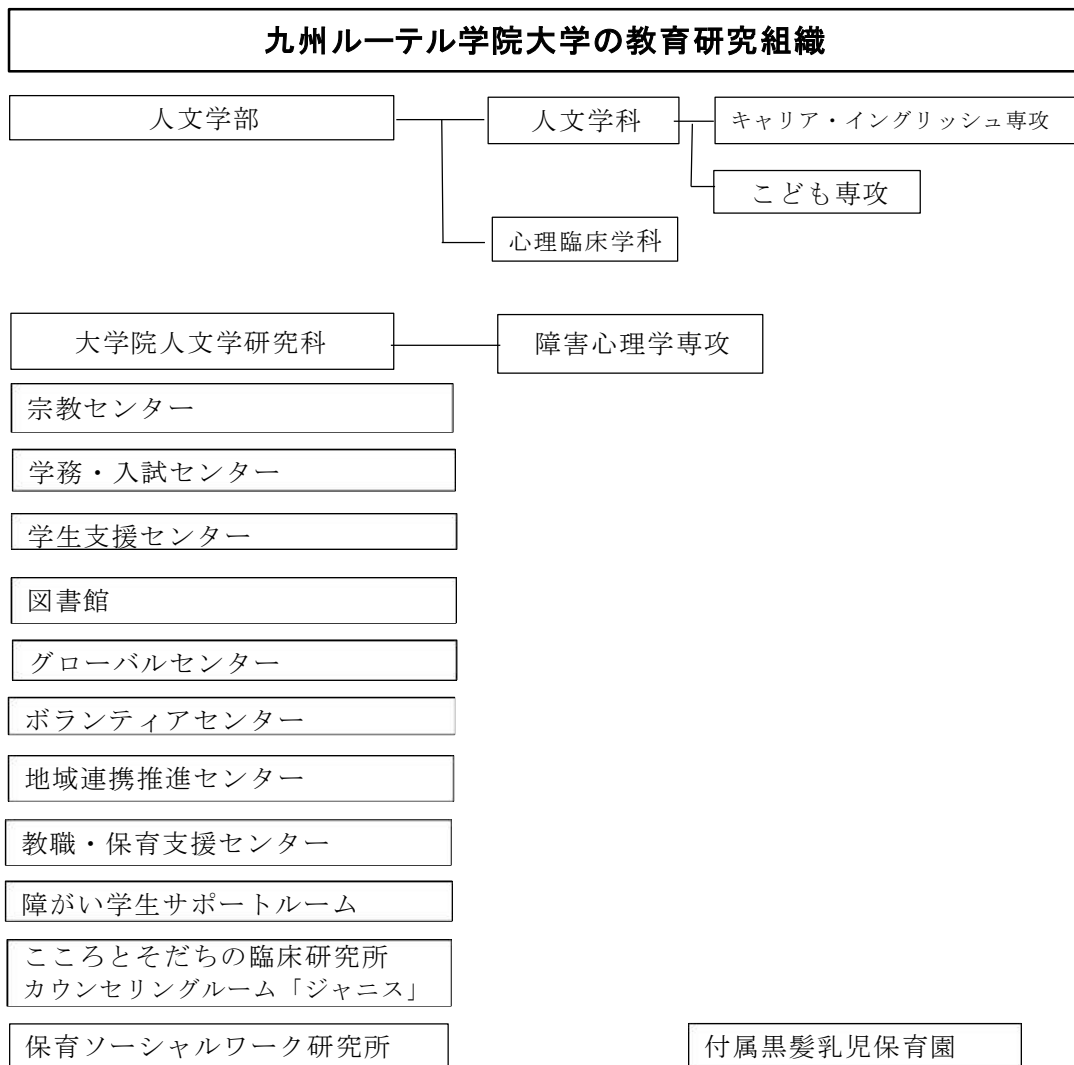 九州ルーテル学院大学の教育研究組織
人文学部
人文学科
キャリア・イングリッシュ専攻
こども専攻
心理臨床学科
大学院人文学研究科
障害心理学専攻
宗教センター
学務・入試センター
学生支援センター
図書館
グローバルセンター
ボランティアセンター
地域連携推進センター
教職・保育支援センター
障がい学生サポートルーム
こころとそだちの臨床研究所
カウンセリングルーム「ジャニス」
保育ソーシャルワーク研究所
付属黒髪乳児保育園